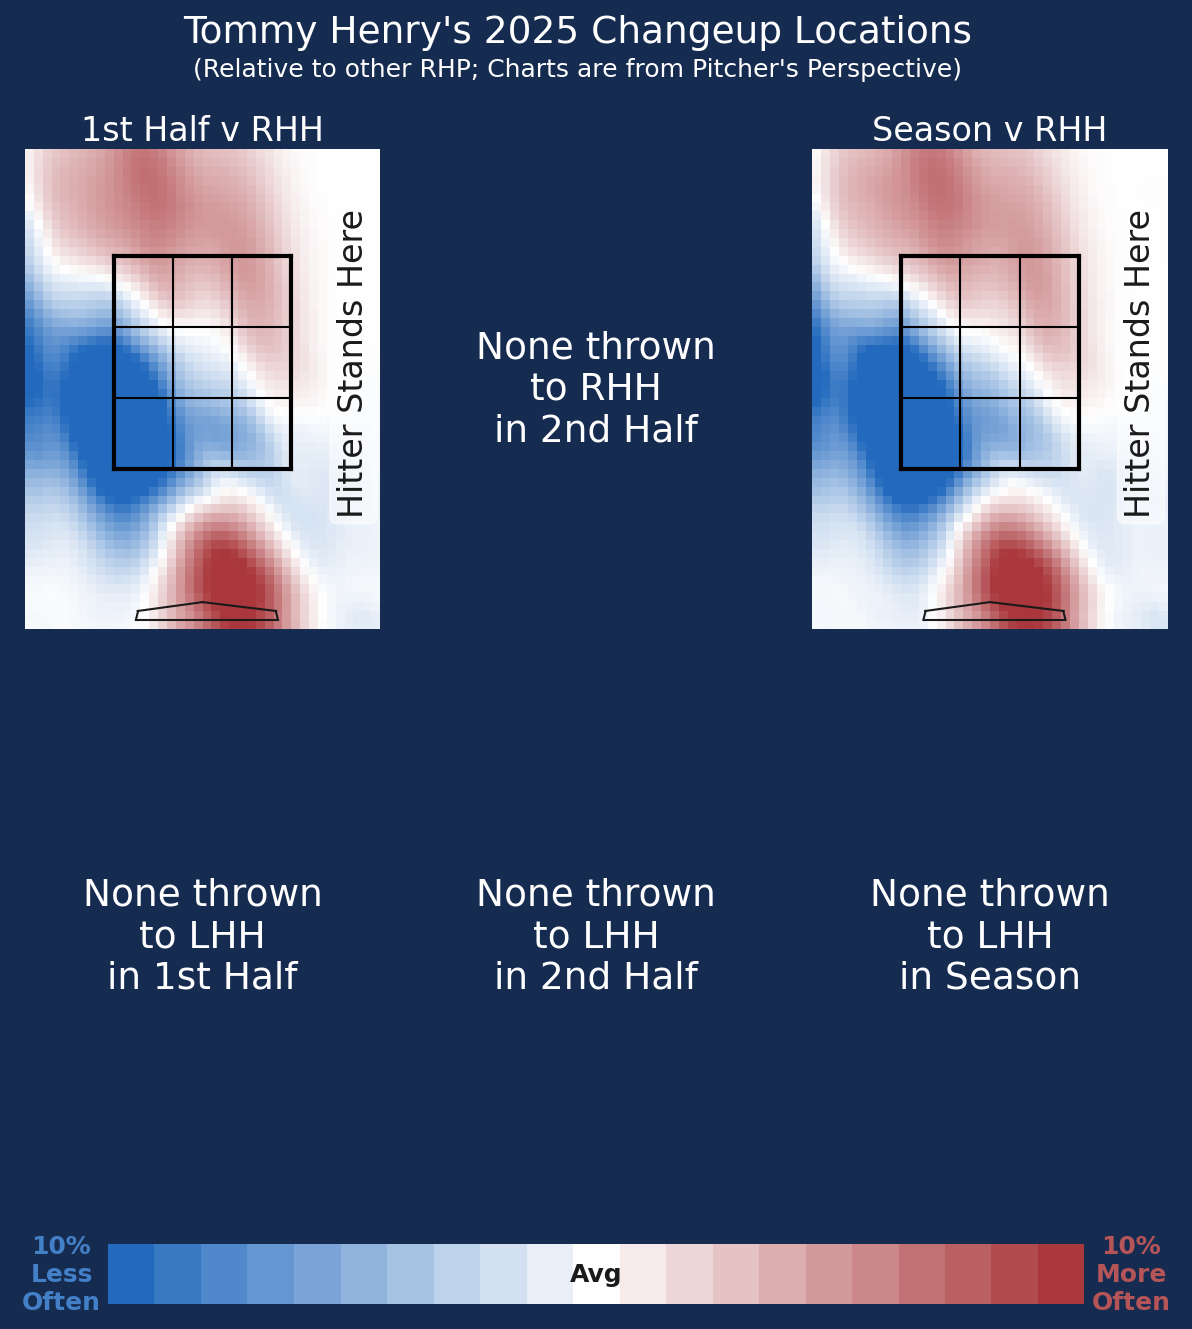 Tommy Henry's 2025 Changeup Locations
(Relative to other RHP; Charts are from Pitcher's Perspective)
1st Half v RHH
Season v RHH
Hitter Stands Here
None thrown
to RHH
in 2nd Half
Hitter Stands Here
None thrown
to LHH
in 1st Half
None thrown
to LHH
in 2nd Half
None thrown
to LHH
in Season
10%
Less
Often
Avg
10%
More
Often